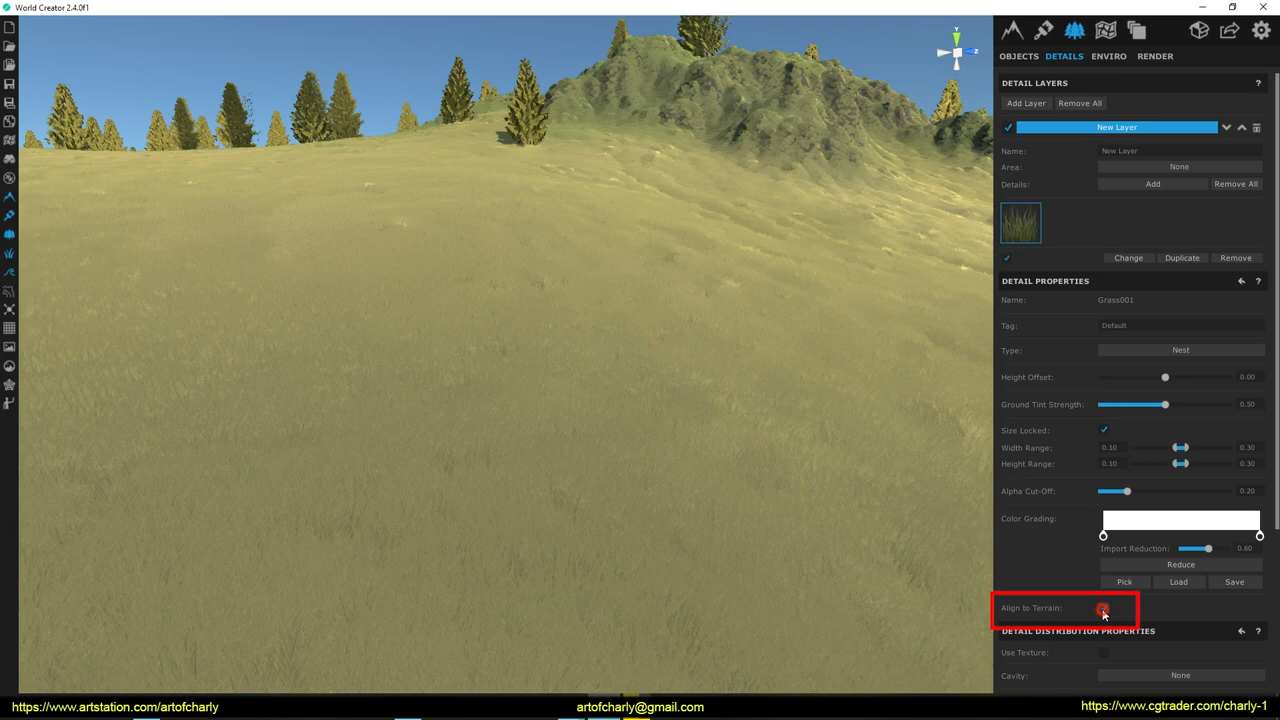 World Creator 2.4.0f1
Y
Z
OBJECTS DETAILS ENVIRO RENDER
DETAIL LAYERS ?
Add Layer Remove All
New Layer
Name: New Layer
Area: None
Details: Add Remove All
Change Duplicate Remove
DETAIL PROPERTIES ?
Name: Grass001
Tag: Default
Type: Nest
Height Offset: 0.00
Ground Tint Strength: 0.50
Size Locked:
Width Range: 0.10 0.30
Height Range: 0.10 0.30
Alpha Cut-Off: 0.20
Color Grading:
Import Reduction: 0.60
Reduce
Pick Load Save
Align to Terrain:
DETAIL DISTRIBUTION PROPERTIES ?
Use Texture:
Cavity: None
https://www.artstation.com/artofcharly artofcharly@gmail.com https://www.cgtrader.com/charly-1